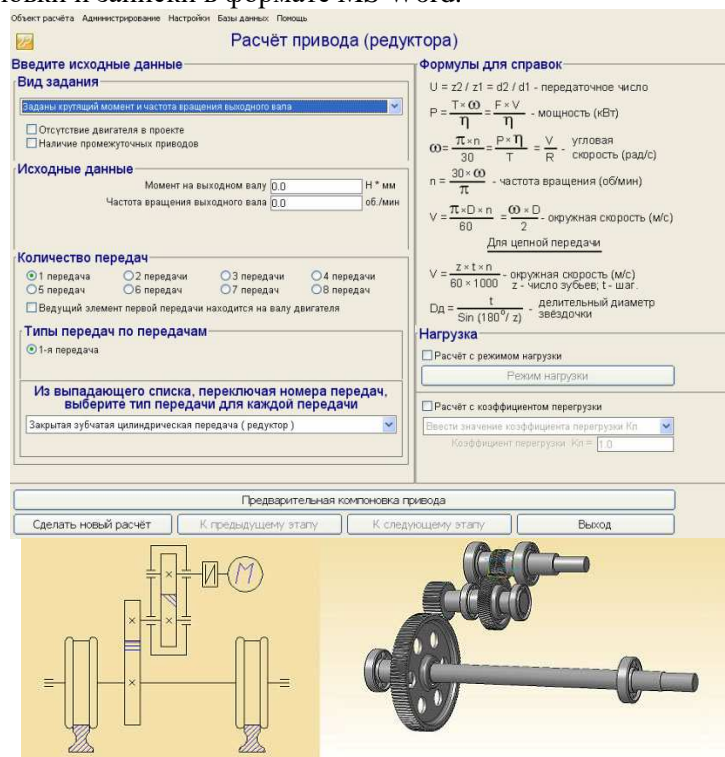 овки и записки в формате MS Word.
Объект расчёта Администрирование Настройки Базы данных Помощь
Расчёт привода (редуктора)
Введите исходные данные
Вид задания
Заданы крутящий момент и частота вращения выходного вала
Отсутствие двигателя в проекте
Наличие промежуточных приводов
Исходные данные
Момент на выходном валу 0.0 Н * мм
Частота вращения выходного вала 0.0 об./мин
Количество передач
1 передача 2 передачи 3 передачи 4 передачи
5 передач 6 передач 7 передач 8 передач
Ведущий элемент первой передачи находится на валу двигателя
Типы передач по передачам
1-я передача
Из выпадающего списка, переключая номера передач,
выберите тип передачи для каждой передачи
Закрытая зубчатая цилиндрическая передача ( редуктор )
Формулы для справок
U = z2 / z1 = d2 / d1 - передаточное число
P = T×ω / η = F×V / η - мощность (кВт)
ω = π×n / 30 = P×η / T = V / R - угловая скорость (рад/с)
n = 30×ω / π - частота вращения (об/мин)
V = π×D×n / 60 = ω×D / 2 - окружная скорость (м/с)
Для цепной передачи
V = z×t×n / 60×1000 - окружная скорость (м/с)
z - число зубьев; t - шаг.
Dд = t / Sin (180°/ z) - делительный диаметр звёздочки
Нагрузка
Расчёт с режимом нагрузки
Режим нагрузки
Расчёт с коэффициентом перегрузки
Ввести значение коэффициента перегрузки Кп
Коэффициент перегрузки Кп = 1.0
Предварительная компоновка привода
Сделать новый расчёт К предыдущему этапу К следующему этапу Выход
M